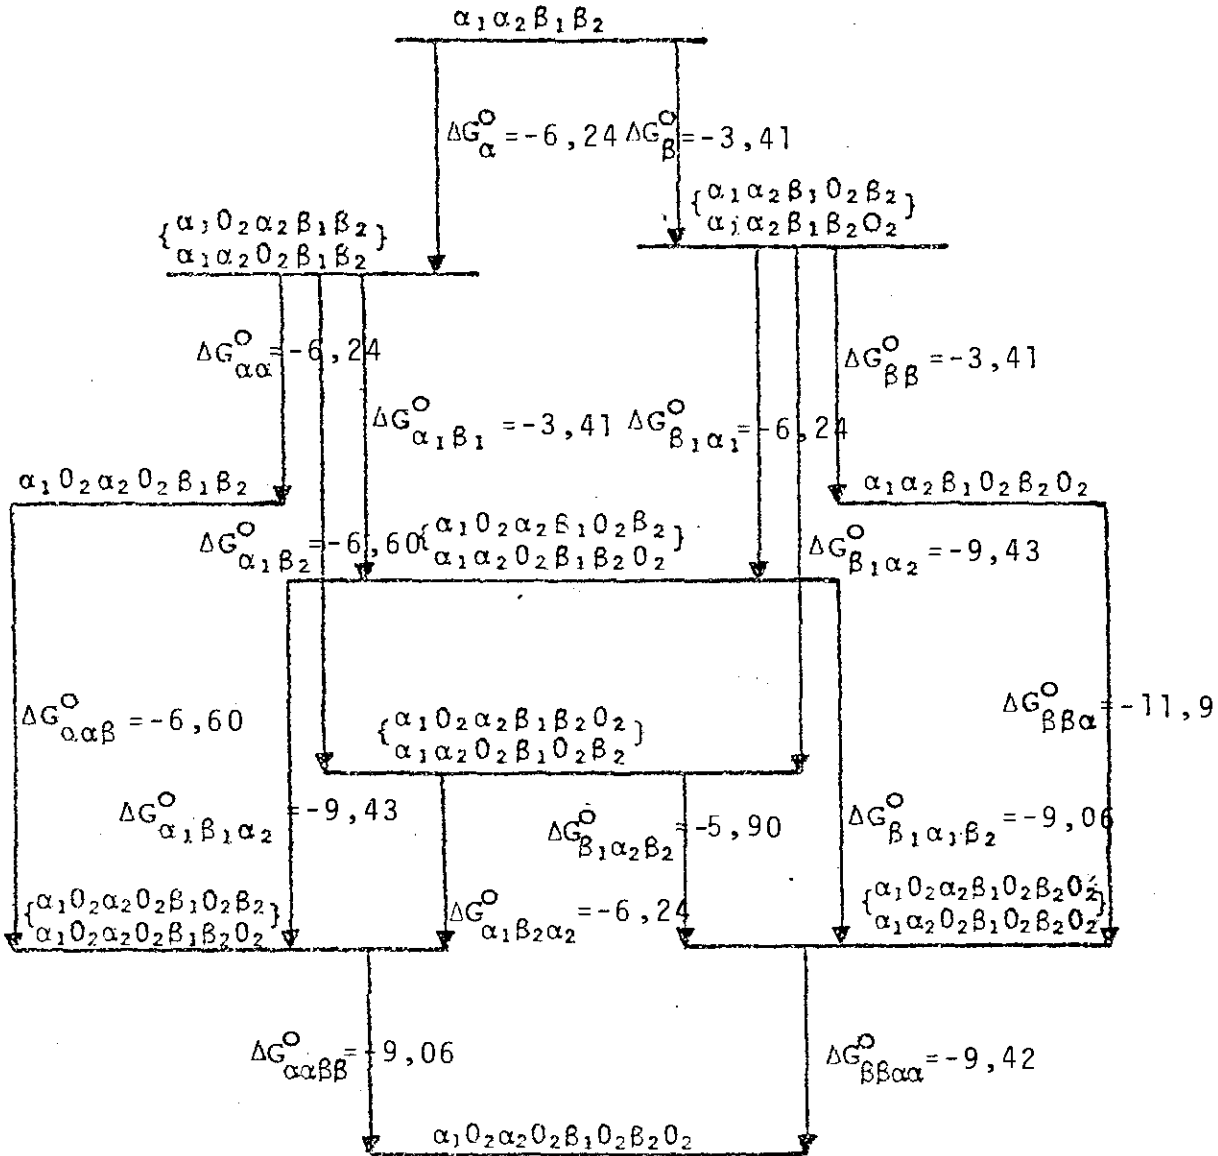 α₁α₂β₁β₂
ΔG°α = -6,24 ΔG°β = -3,41
{α₁O₂α₂β₁β₂
α₁α₂O₂β₁β₂}
{α₁α₂β₁O₂β₂
α₁α₂β₁β₂O₂}
ΔG°αα = -6,24
ΔG°ββ = -3,41
ΔG°α₁β₁ = -3,41 ΔG°β₁α₁ = -6,24
α₁O₂α₂O₂β₁β₂
α₁α₂β₁O₂β₂O₂
ΔG°α₁β₂ = -6,60
{α₁O₂α₂β₁O₂β₂
α₁α₂O₂β₁β₂O₂}
ΔG°β₁α₂ = -9,43
ΔG°ααβ = -6,60
{α₁O₂α₂β₁β₂O₂
α₁α₂O₂β₁O₂β₂}
ΔG°ββα = -11,9
ΔG°α₁β₁α₂ = -9,43
ΔG°β₁α₂β₂ = -5,90
ΔG°β₁α₁β₂ = -9,06
{α₁O₂α₂O₂β₁O₂β₂
α₁O₂α₂O₂β₁β₂O₂}
ΔG°α₁β₂α₂ = -6,24
{α₁O₂α₂β₁O₂β₂O₂
α₁α₂O₂β₁O₂β₂O₂}
ΔG°ααββ = -9,06
ΔG°ββαα = -9,42
α₁O₂α₂O₂β₁O₂β₂O₂